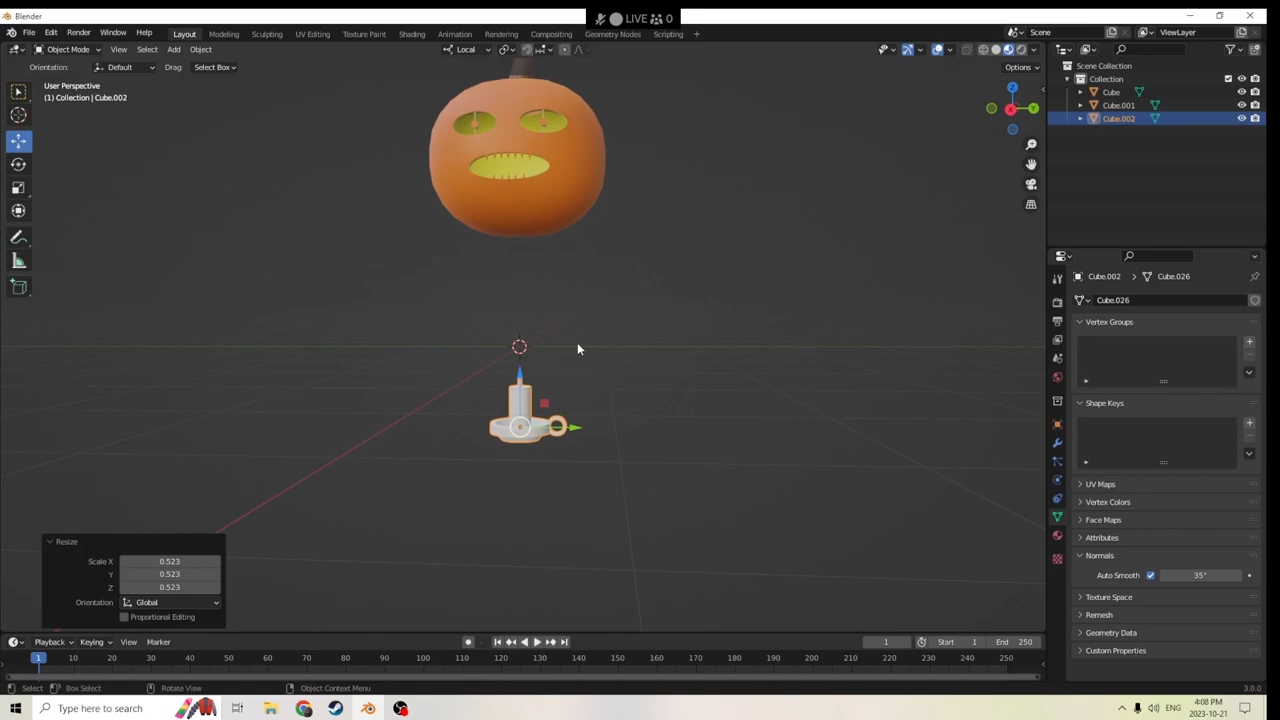 Blender
LIVE 0
File Edit Render Window Help Layout Modeling Sculpting UV Editing Texture Paint Shading Animation Rendering Compositing Geometry Nodes Scripting + Scene ViewLayer
Object Mode View Select Add Object Local
Orientation: Default Drag: Select Box Options
User Perspective
(1) Collection | Cube.002
Z
Y
X
Scene Collection
Collection
Cube
Cube.001
Cube.002
Cube.002 Cube.026
Cube.026
Vertex Groups
Shape Keys
UV Maps
Vertex Colors
Face Maps
Attributes
Normals
Auto Smooth 35°
Texture Space
Remesh
Geometry Data
Custom Properties
Resize
Scale X 0.523
Y 0.523
Z 0.523
Orientation Global
Proportional Editing
Playback Keying View Marker 1 Start 1 End 250
1 10 20 30 40 50 60 70 80 90 100 110 120 130 140 150 160 170 180 190 200 210 220 230 240 250
Select Box Select Rotate View Object Context Menu 3.0.0
Type here to search ENG 4:08 PM
2023-10-21